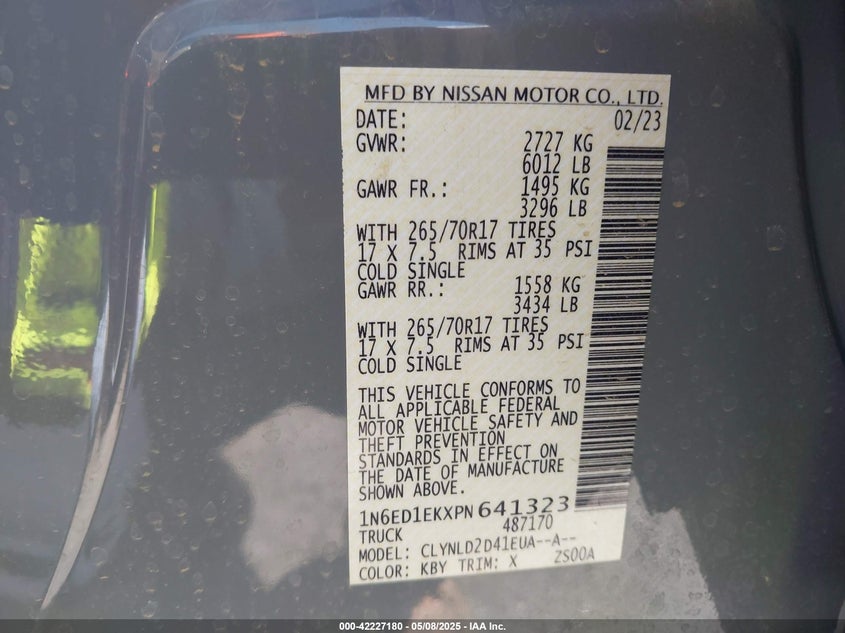 MFD BY NISSAN MOTOR CO., LTD.
DATE: 02/23
GVWR: 2727 KG
6012 LB
GAWR FR.: 1495 KG
3296 LB
WITH 265/70R17 TIRES
17 X 7.5 RIMS AT 35 PSI
COLD SINGLE
GAWR RR.: 1558 KG
3434 LB
WITH 265/70R17 TIRES
17 X 7.5 RIMS AT 35 PSI
COLD SINGLE
THIS VEHICLE CONFORMS TO
ALL APPLICABLE FEDERAL
MOTOR VEHICLE SAFETY AND
THEFT PREVENTION
STANDARDS IN EFFECT ON
THE DATE OF MANUFACTURE
SHOWN ABOVE.
1N6ED1EKXPN641323
TRUCK 487170
MODEL: CLYNLD2D41EUA--A--
COLOR: KBY TRIM: X ZS00A
000-42227180 - 05/08/2025 - IAA Inc.